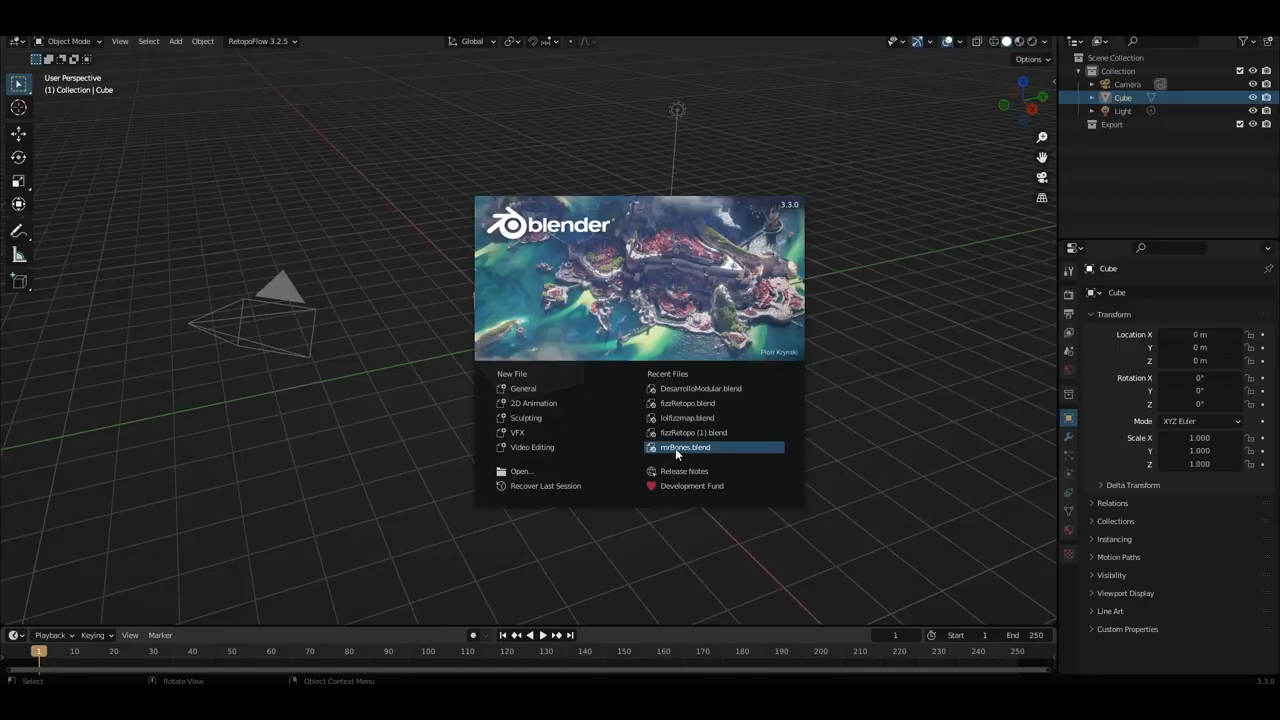 Object Mode View Select Add Object RetopoFlow 3.2.5 Global
Options
User Perspective
(1) Collection | Cube
Scene Collection
Collection
Camera
Cube
Light
Export
3.3.0
blender
Piotr Krynski
New File
General
2D Animation
Sculpting
VFX
Video Editing
Open...
Recover Last Session
Recent Files
DesarrolloModular.blend
fizzRetopo.blend
lolfizzmap.blend
fizzRetopo (1).blend
mrBones.blend
Release Notes
Development Fund
Cube
Cube
Transform
Location X 0 m
Y 0 m
Z 0 m
Rotation X 0°
Y 0°
Z 0°
Mode XYZ Euler
Scale X 1.000
Y 1.000
Z 1.000
Delta Transform
Relations
Collections
Instancing
Motion Paths
Visibility
Viewport Display
Line Art
Custom Properties
Playback Keying View Marker 1 Start 1 End 250
1 10 20 30 40 50 60 70 80 90 100 110 120 130 140 150 160 170 180 190 200 210 220 230 240 250
Select Rotate View Object Context Menu 3.3.0